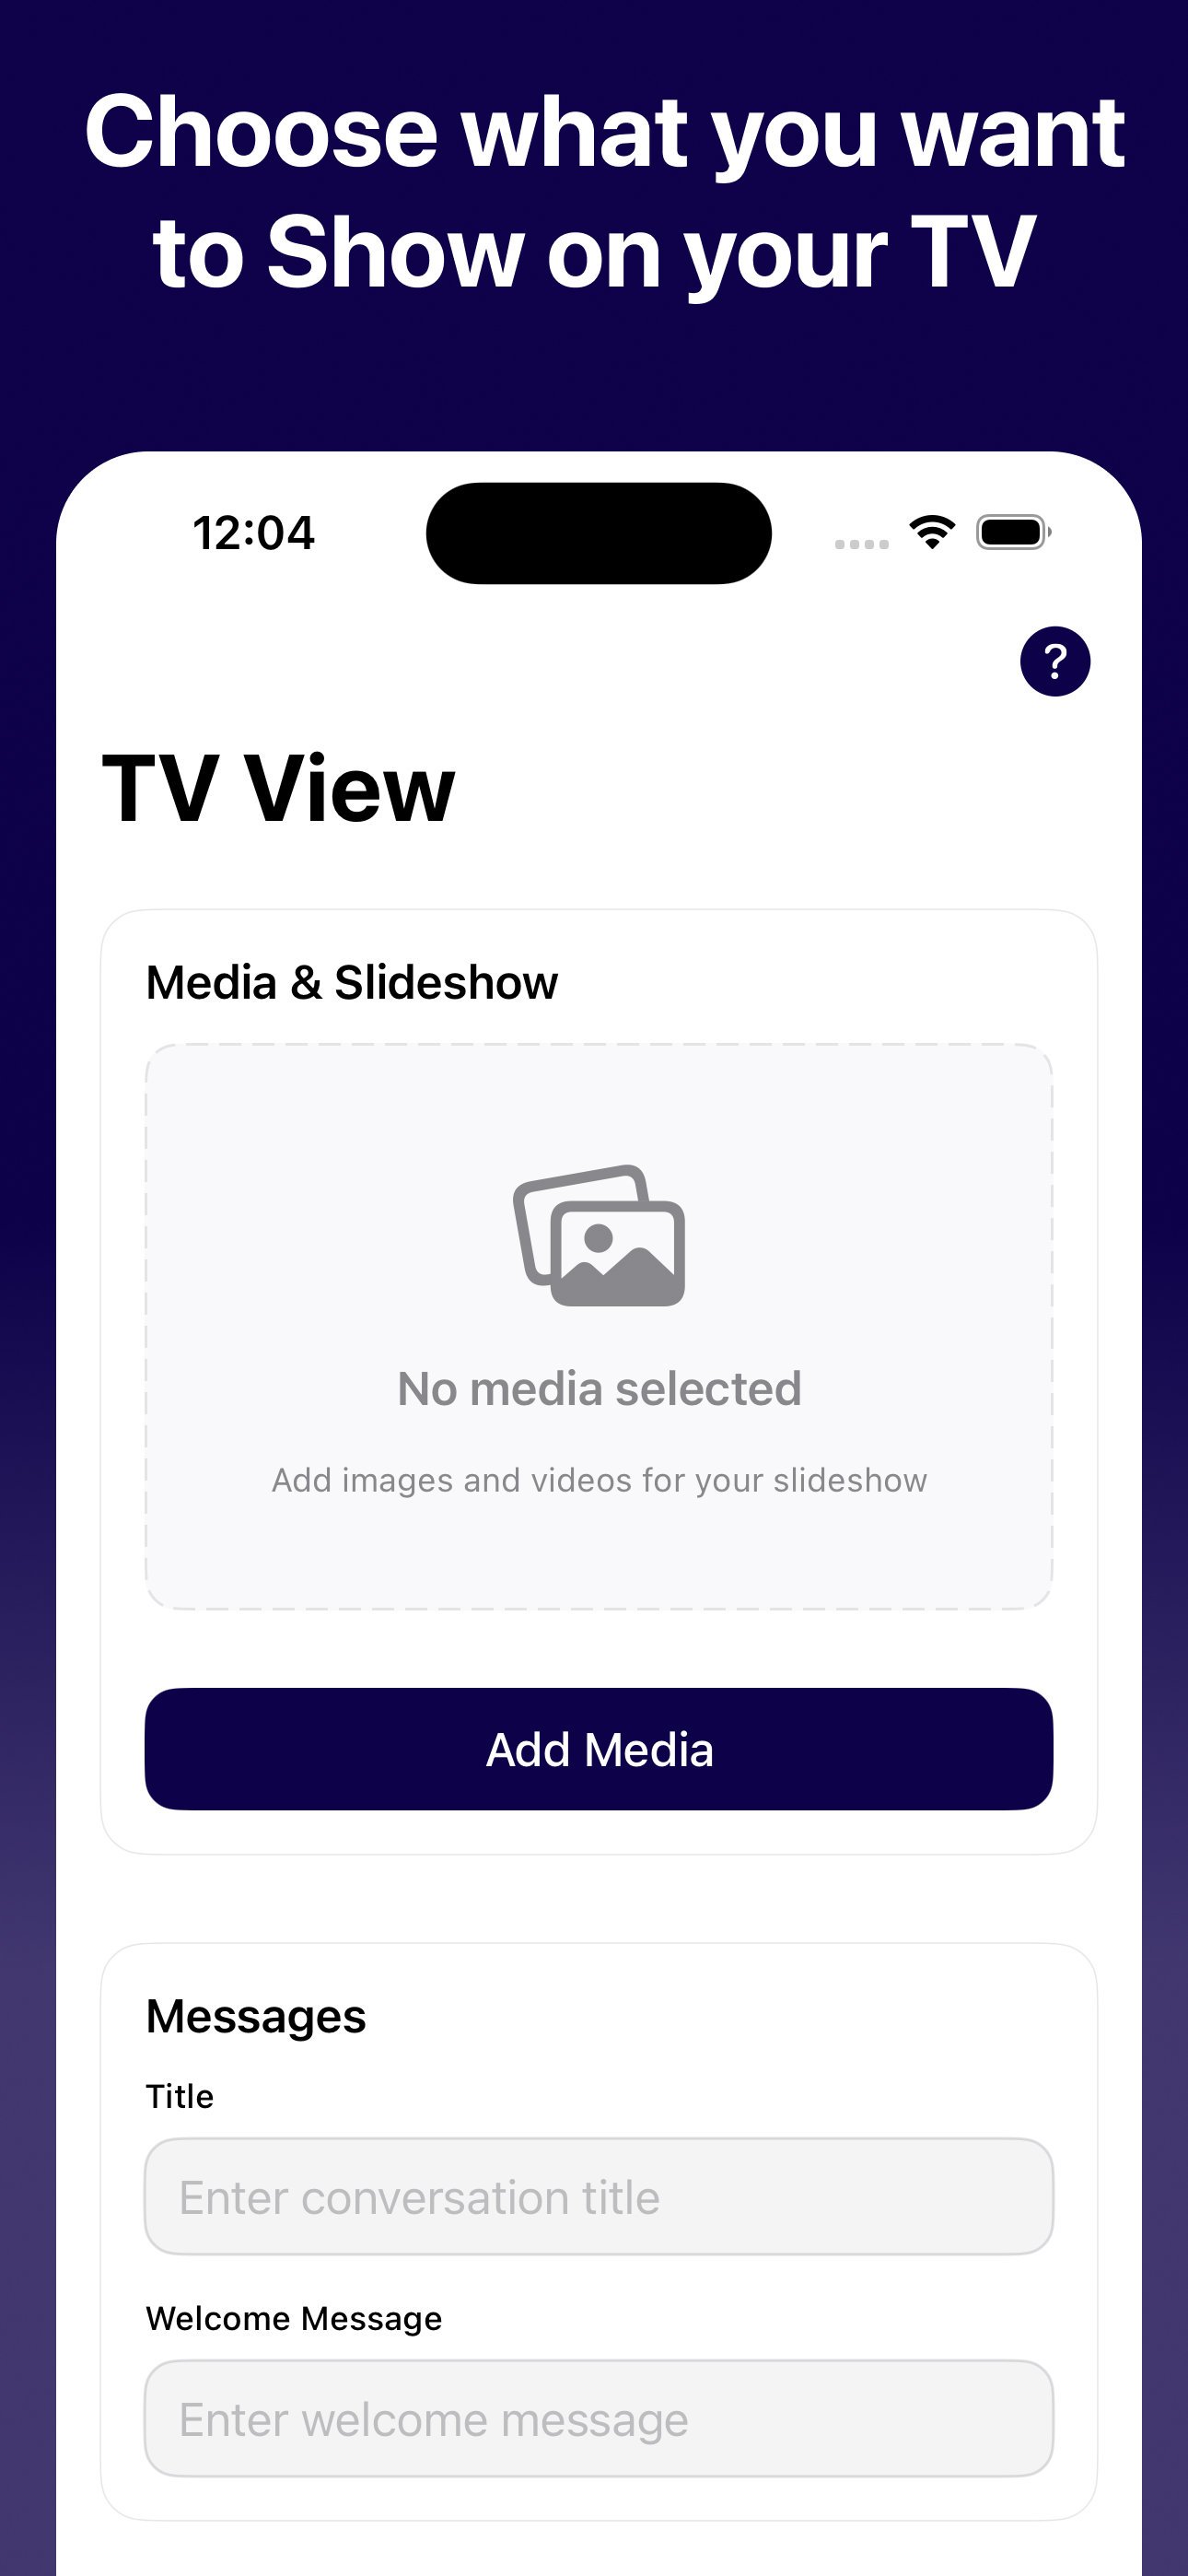 Choose what you want
to Show on your TV
12:04
?
TV View
Media & Slideshow
No media selected
Add images and videos for your slideshow
Add Media
Messages
Title
Enter conversation title
Welcome Message
Enter welcome message